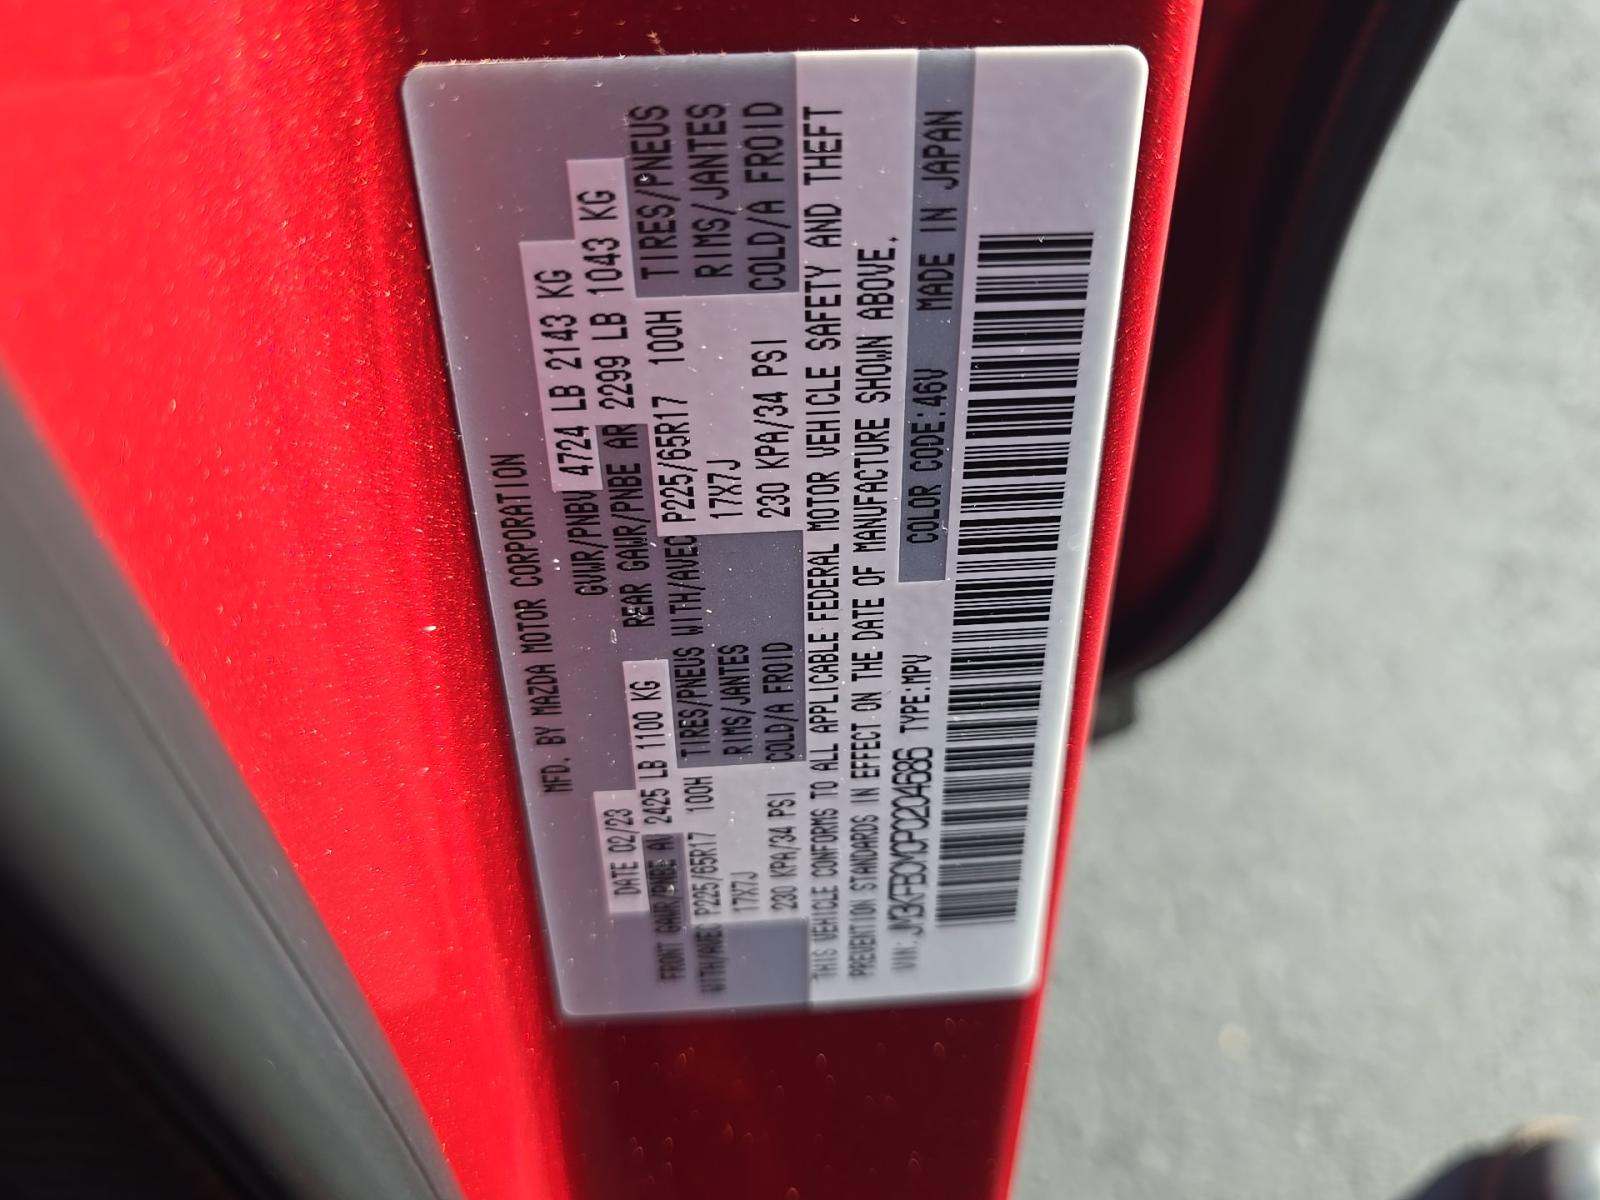 MFD. BY MAZDA MOTOR CORPORATION
DATE 02/23 GVWR/PNBV 4724 LB 2143 KG
FRONT GAWR/PNBE AV 2425 LB 1100 KG REAR GAWR/PNBE AR 2299 LB 1043 KG
WITH/AVEC P225/65R17 100H TIRES/PNEUS WITH/AVEC P225/65R17 100H TIRES/PNEUS
17X7J RIMS/JANTES 17X7J RIMS/JANTES
230 KPA/34 PSI COLD/A FROID 230 KPA/34 PSI COLD/A FROID
THIS VEHICLE CONFORMS TO ALL APPLICABLE FEDERAL MOTOR VEHICLE SAFETY AND THEFT
PREVENTION STANDARDS IN EFFECT ON THE DATE OF MANUFACTURE SHOWN ABOVE.
VIN: JM3KFBCM0P0204686 TYPE:MPV COLOR CODE:46V MADE IN JAPAN